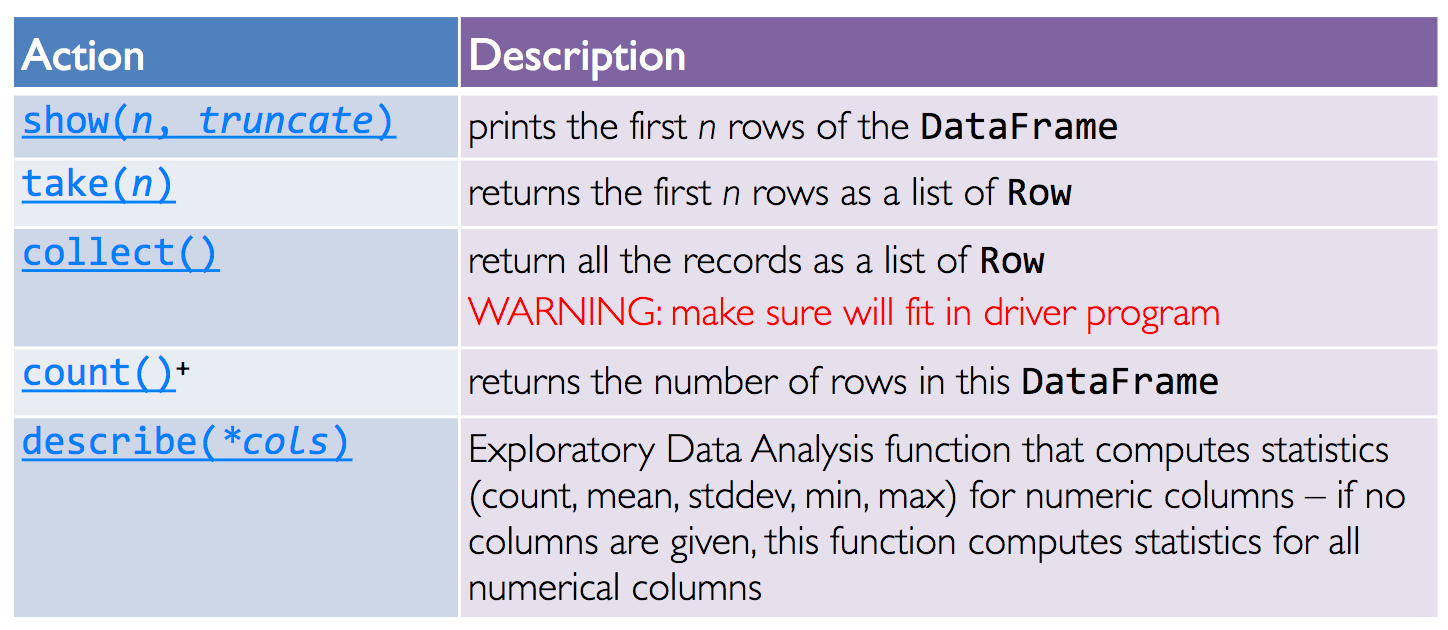 Action Description
show(n, truncate) prints the first n rows of the DataFrame
take(n) returns the first n rows as a list of Row
collect() return all the records as a list of Row
WARNING: make sure will fit in driver program
count()+ returns the number of rows in this DataFrame
describe(*cols) Exploratory Data Analysis function that computes statistics
(count, mean, stddev, min, max) for numeric columns – if no
columns are given, this function computes statistics for all
numerical columns